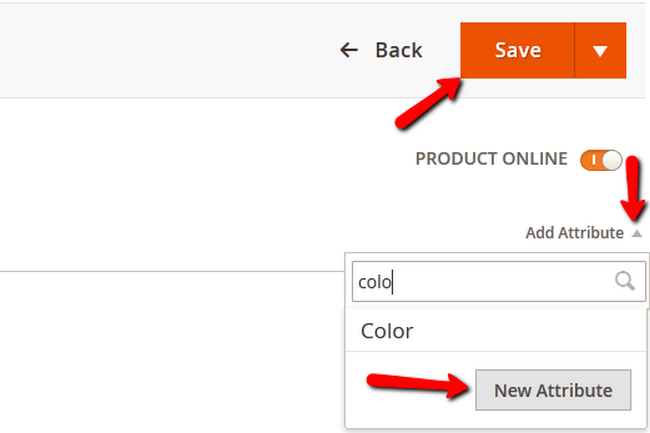 Back Save
PRODUCT ONLINE
Add Attribute
colo
Color
New Attribute